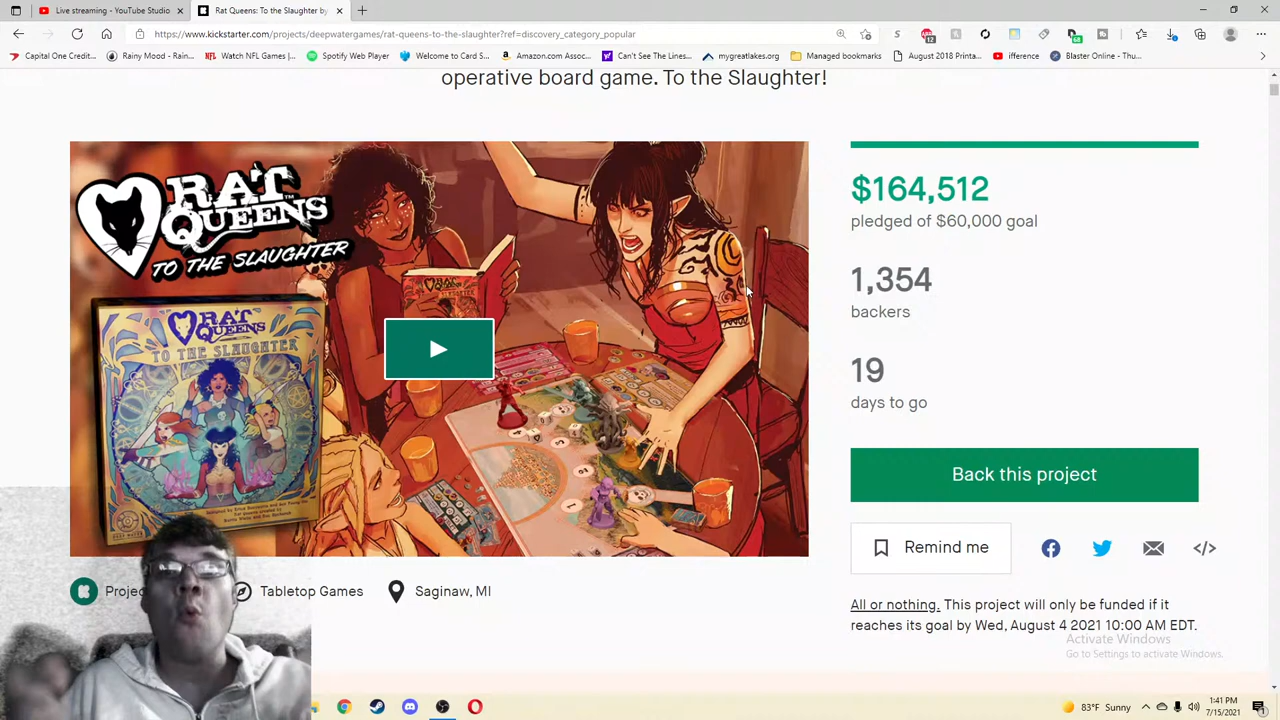 Live streaming - YouTube Studio
Rat Queens: To the Slaughter by
https://www.kickstarter.com/projects/deepwatergames/rat-queens-to-the-slaughter?ref=discovery_category_popular
12
68
Capital One Credit...
Rainy Mood - Rain...
Watch NFL Games |...
Spotify Web Player...
Welcome to Card S...
Amazon.com Assoc...
Can't See The Lines...
mygreatlakes.org
Managed bookmarks
August 2018 Printa...
ifference
Blaster Online - Thu...
operative board game. To the Slaughter!
RAT
QUEENS
TO THE SLAUGHTER
RAT
QUEENS
TO THE SLAUGHTER
$164,512
pledged of $60,000 goal
1,354
backers
19
days to go
Back this project
Remind me
Projec
Tabletop Games
Saginaw, MI
All or nothing. This project will only be funded if it
reaches its goal by Wed, August 4 2021 10:00 AM EDT.
Activate Windows
Go to Settings to activate Windows.
83°F Sunny
1:41 PM
7/15/2021